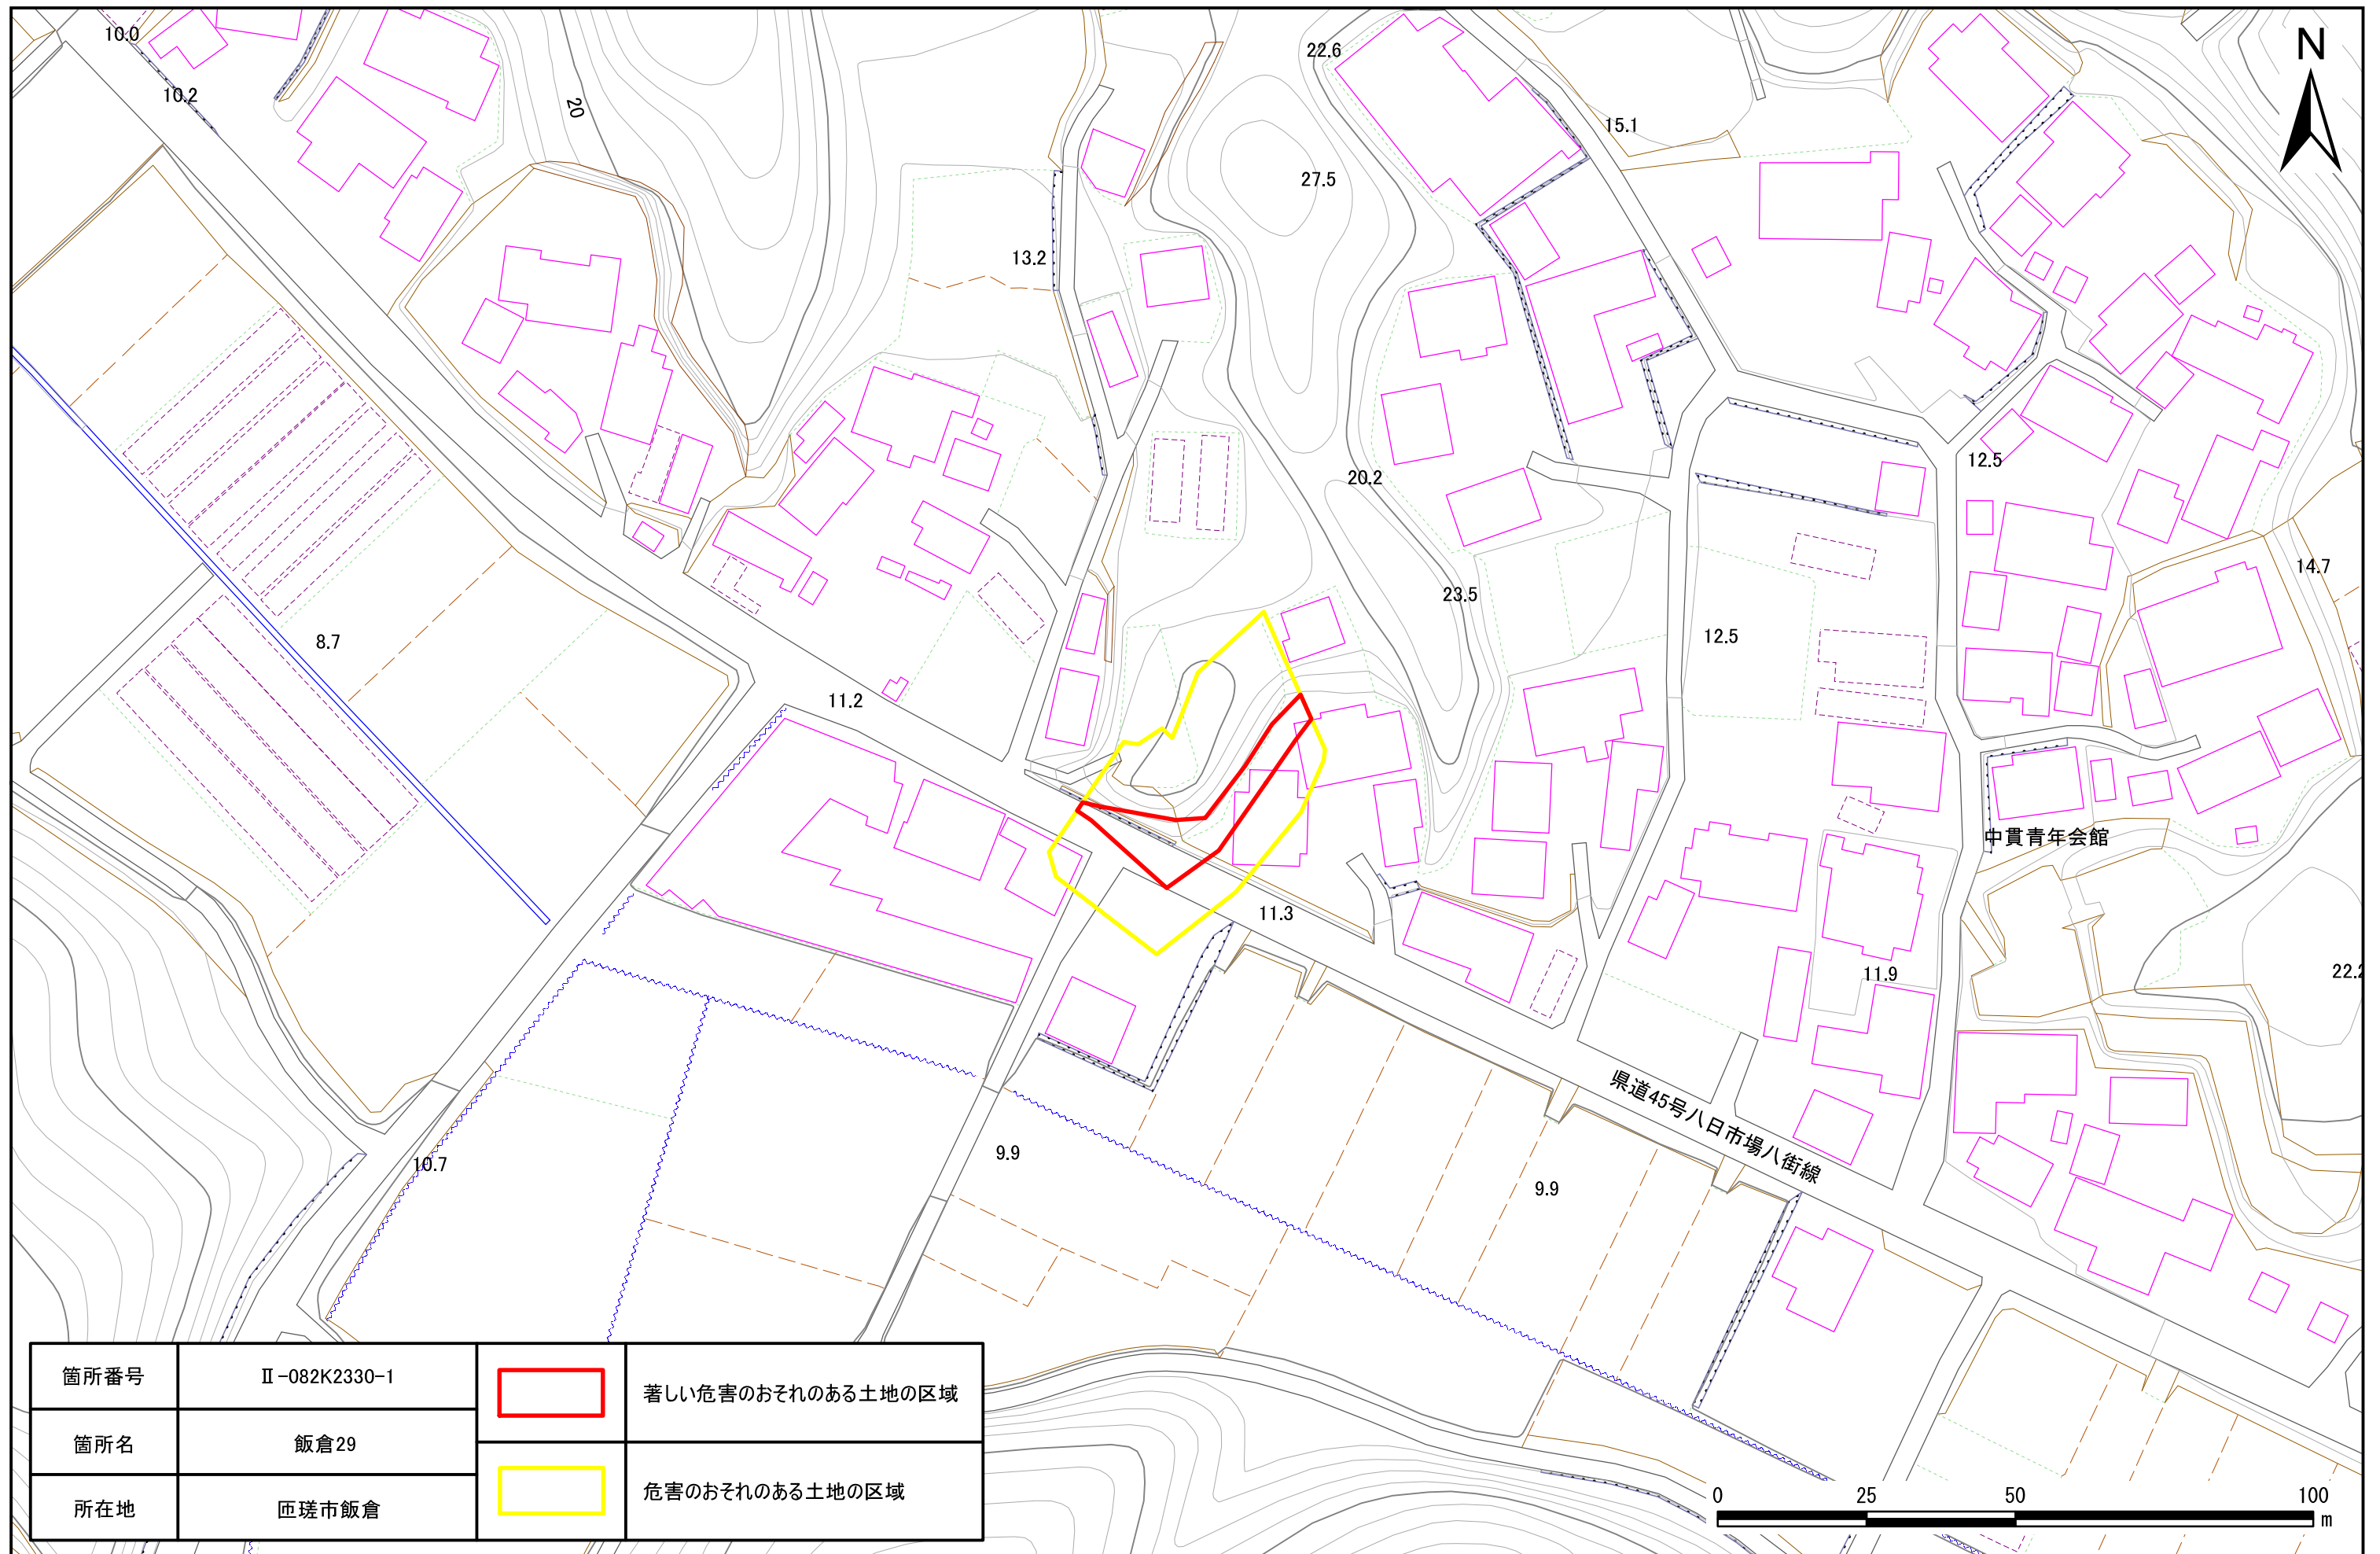 10.0
N
22.6
10.2
20
15.1
27.5
13.2
12.5
20.2
14.7
23.5
8.7
12.5
11.2
中貫青年会館
11.3
11.9
22.2
県道45号八日市場八街線
9.9
10.7
9.9
箇所番号 Ⅱ-082K2330-1
著しい危害のおそれのある土地の区域
箇所名 飯倉29
危害のおそれのある土地の区域
所在地 匝瑳市飯倉
0 25 50 100
m